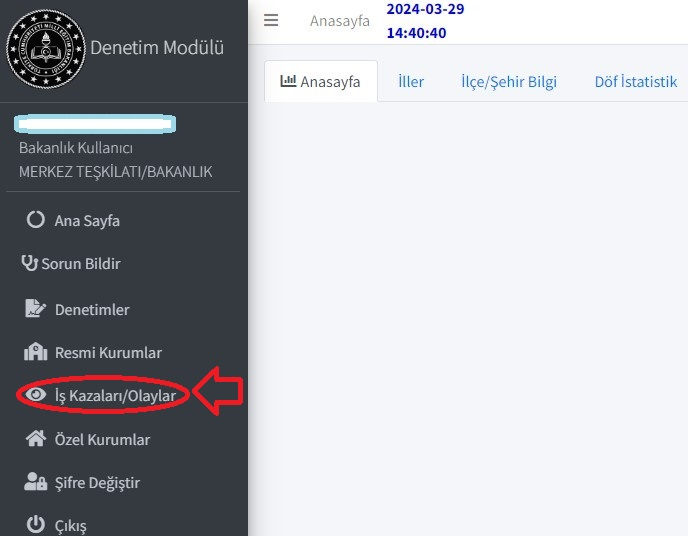 Denetim Modülü
Bakanlık Kullanıcı
MERKEZ TEŞKİLATI/BAKANLIK
Ana Sayfa
Sorun Bildir
Denetimler
Resmi Kurumlar
İş Kazaları/Olaylar
Özel Kurumlar
Şifre Değiştir
Çıkış
Anasayfa
2024-03-29
14:40:40
Anasayfa İller İlçe/Şehir Bilgi Döf İstatistik